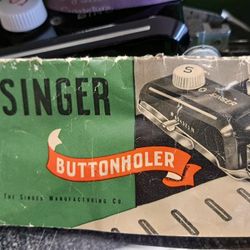 SINGER
S
BUTTONHOLER
THE SINGER MANUFACTURING CO.